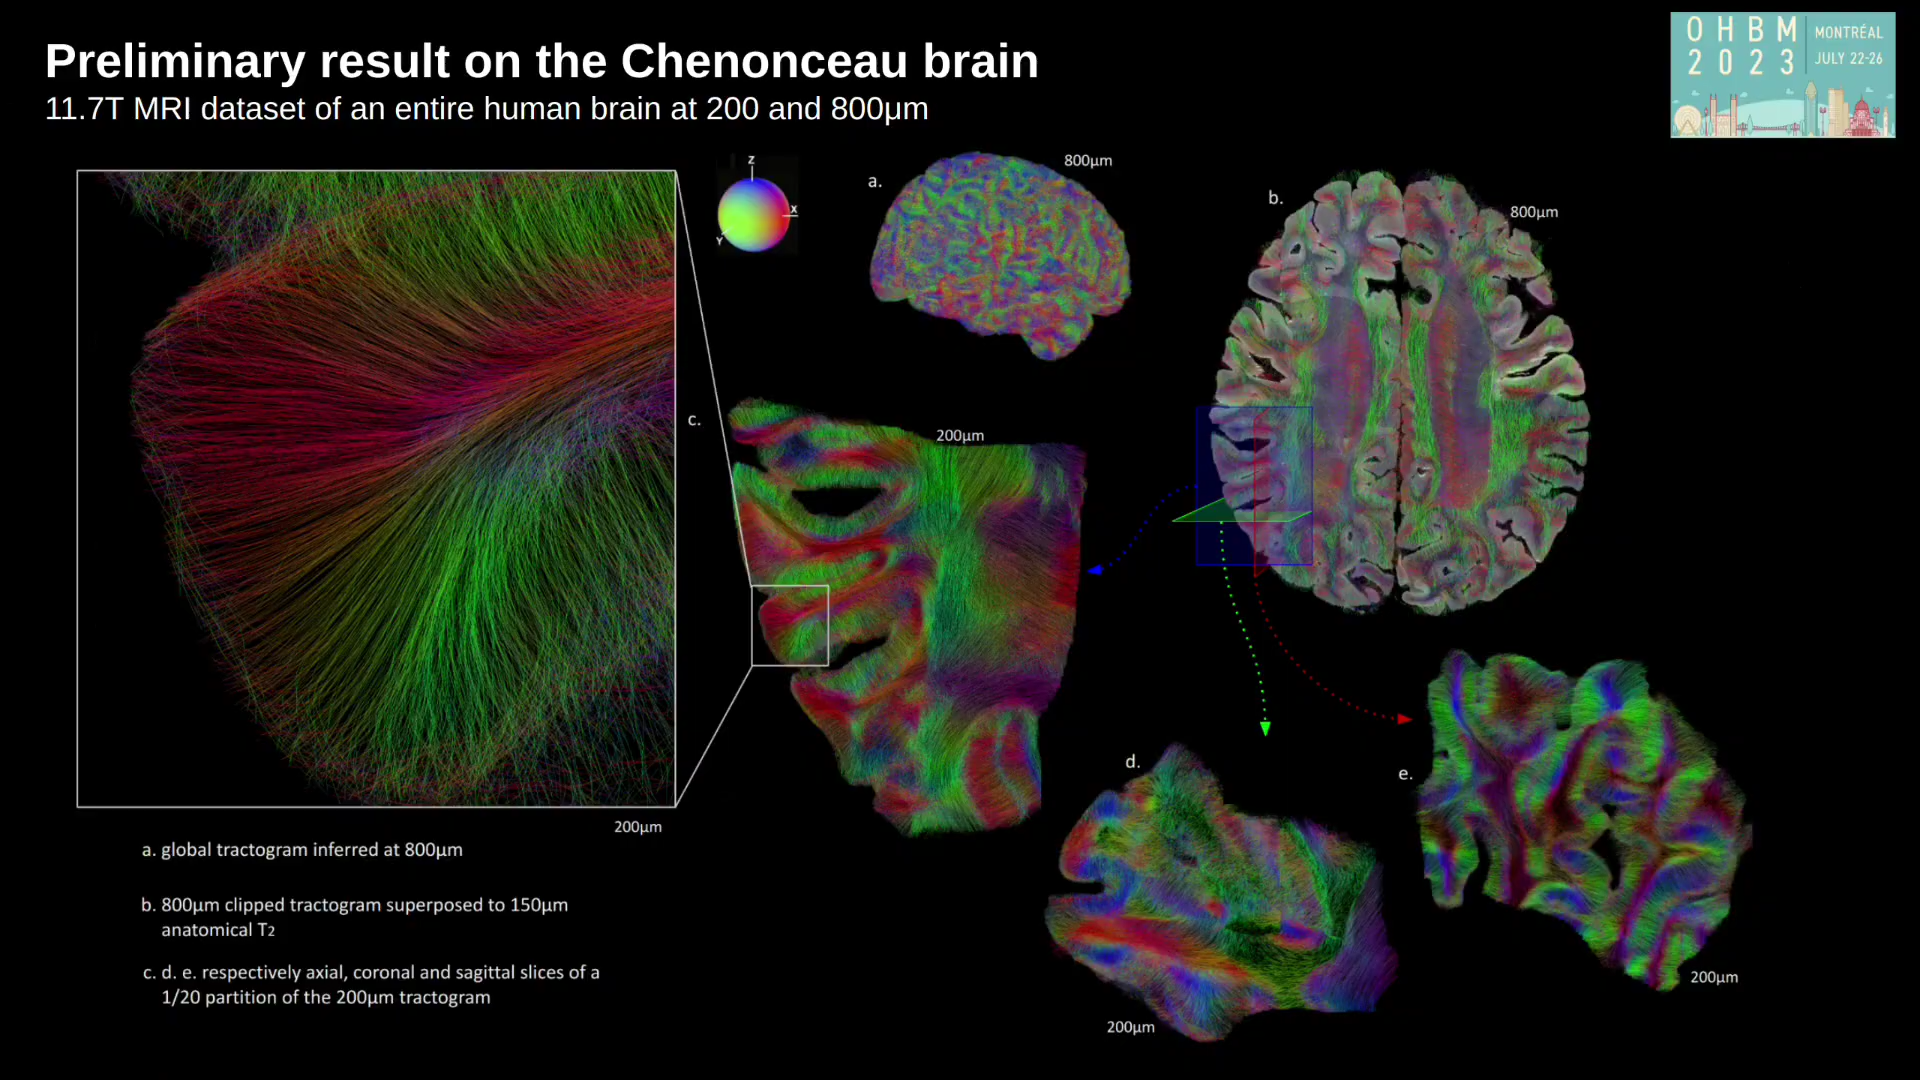 Preliminary result on the Chenonceau brain
11.7T MRI dataset of an entire human brain at 200 and 800µm
O H B M
2 0 2 3
MONTRÉAL
JULY 22-26
Z
X
Y
a.
800µm
b.
800µm
c.
200µm
200µm
d.
200µm
e.
200µm
a. global tractogram inferred at 800µm
b. 800µm clipped tractogram superposed to 150µm
anatomical T2
c. d. e. respectively axial, coronal and sagittal slices of a
1/20 partition of the 200µm tractogram